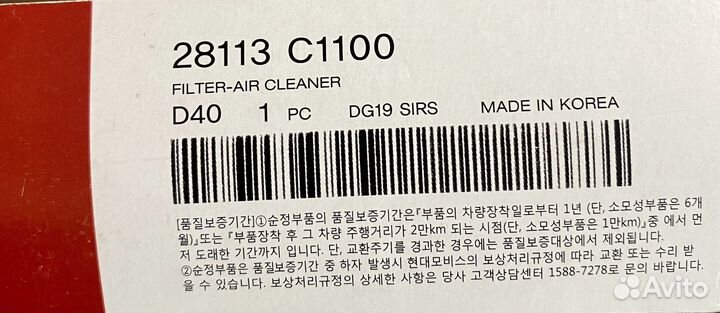 28113 C1100
FILTER-AIR CLEANER
D40 1 PC DG19 SIRS MADE IN KOREA
[품질보증기간]①순정부품의 품질보증기간은『부품의 차량장착일로부터 1년 (단, 소모성부품은 6개
월)』또는『부품장착 후 그 차량 주행거리가 2만km 되는 시점(단, 소모성부품은 1만km)』중 에서 먼
저 도래한 기간까지 입니다. 단, 교환주기를 경과한 경우에는 품질보증대상에서 제외됩니다.
②순정부품은 품질보증기간 중 하자 발생시 현대모비스의 보상처리규정에 따라 교환 또는 수리 받
을 수 있습니다. 보상처리규정의 상세한 사항은 당사 고객상담센터 1588-7278로 문의 바랍니다.
Avito